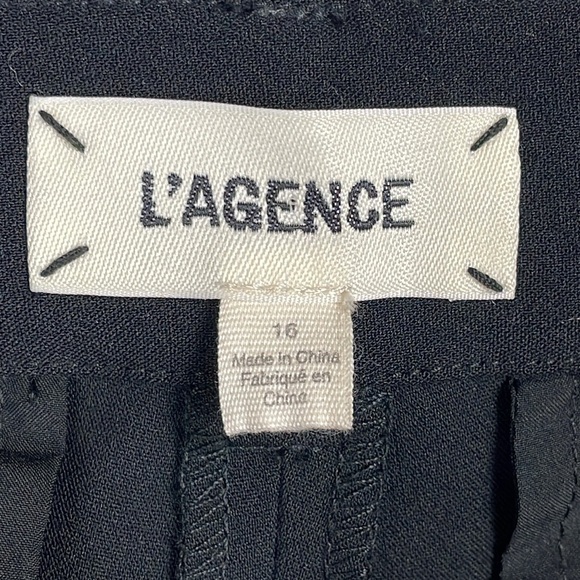 L'AGENCE
16
Made in China
Fabriqué en
China